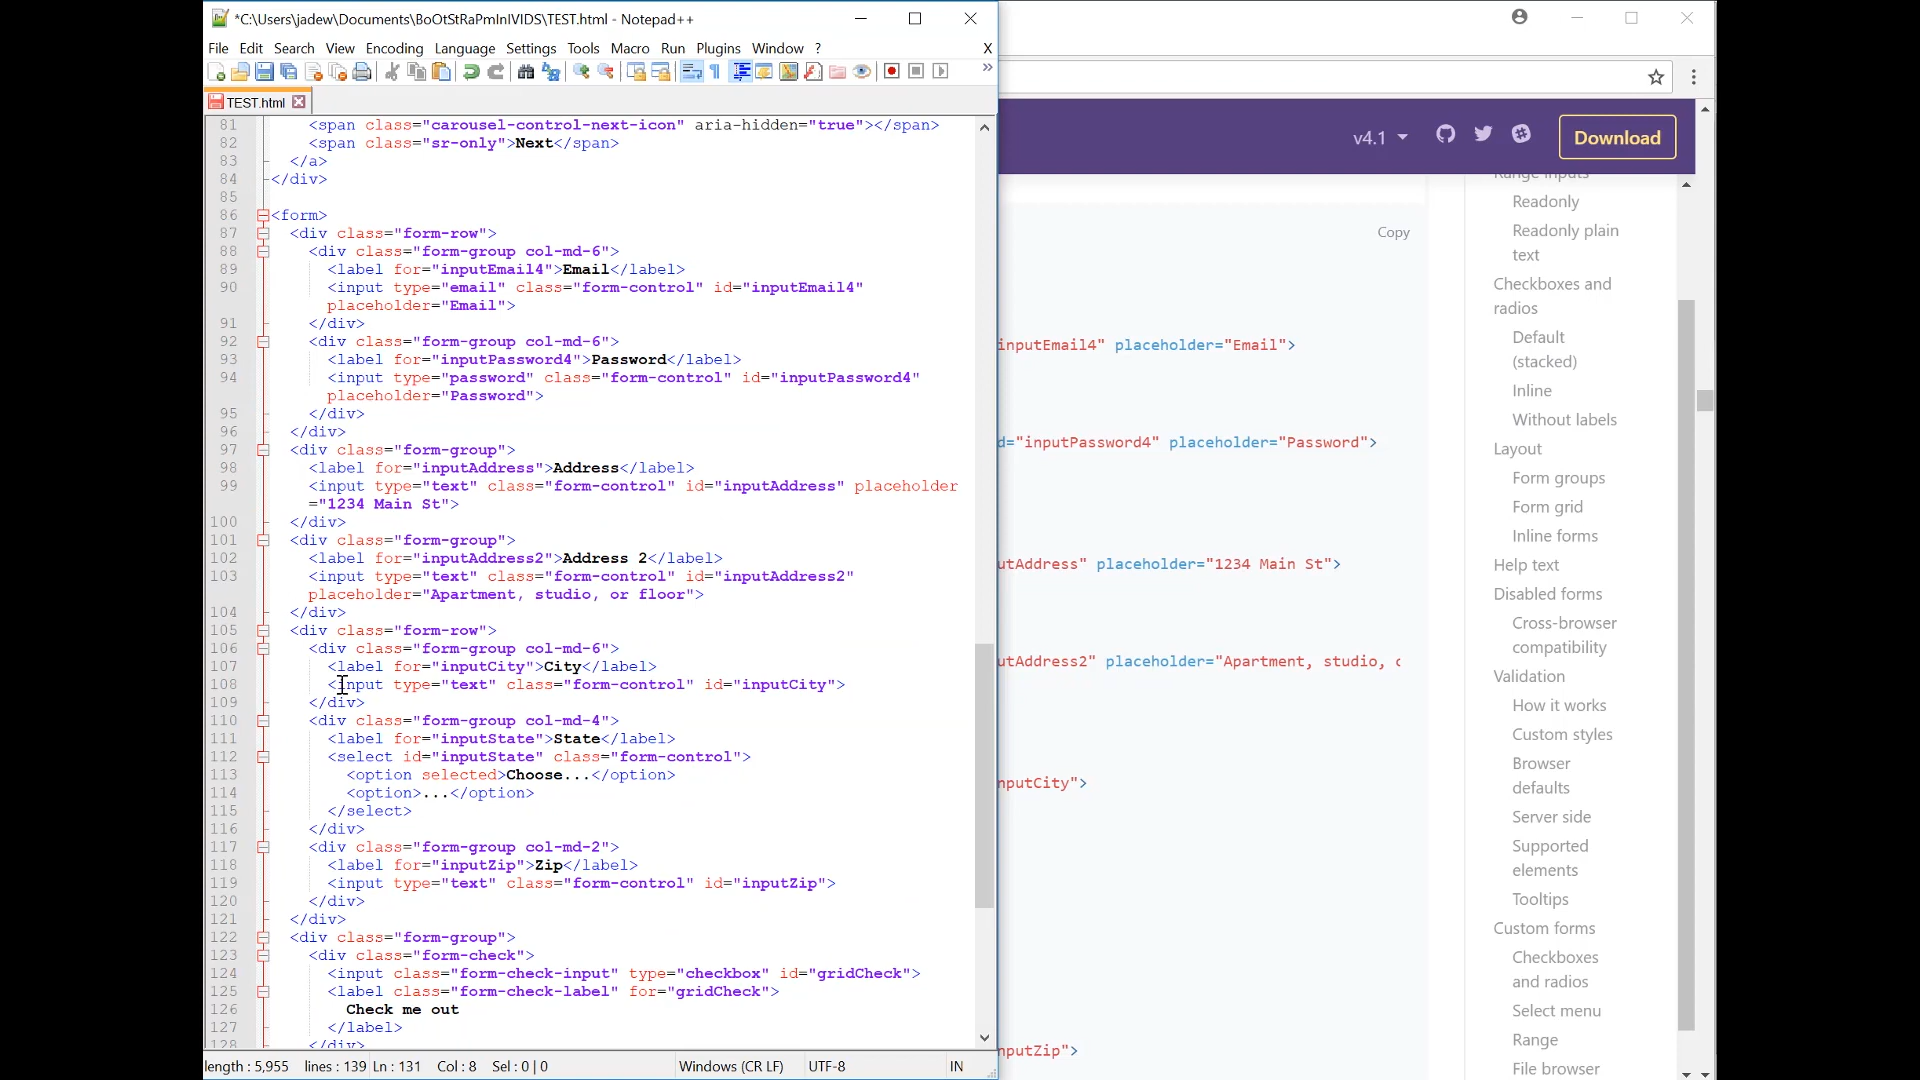 *C:\Users\jadew\Documents\BoOtStRaPmInIVIDS\TEST.html - Notepad++
File Edit Search View Encoding Language Settings Tools Macro Run Plugins Window ? X
TEST.html
81 <span class="carousel-control-next-icon" aria-hidden="true"></span>
82 <span class="sr-only">Next</span>
83 </a>
84 </div>
85
86 <form>
87 <div class="form-row">
88 <div class="form-group col-md-6">
89 <label for="inputEmail4">Email</label>
90 <input type="email" class="form-control" id="inputEmail4"
placeholder="Email">
91 </div>
92 <div class="form-group col-md-6">
93 <label for="inputPassword4">Password</label>
94 <input type="password" class="form-control" id="inputPassword4"
placeholder="Password">
95 </div>
96 </div>
97 <div class="form-group">
98 <label for="inputAddress">Address</label>
99 <input type="text" class="form-control" id="inputAddress" placeholder
="1234 Main St">
100 </div>
101 <div class="form-group">
102 <label for="inputAddress2">Address 2</label>
103 <input type="text" class="form-control" id="inputAddress2"
placeholder="Apartment, studio, or floor">
104 </div>
105 <div class="form-row">
106 <div class="form-group col-md-6">
107 <label for="inputCity">City</label>
108 <input type="text" class="form-control" id="inputCity">
109 </div>
110 <div class="form-group col-md-4">
111 <label for="inputState">State</label>
112 <select id="inputState" class="form-control">
113 <option selected>Choose...</option>
114 <option>...</option>
115 </select>
116 </div>
117 <div class="form-group col-md-2">
118 <label for="inputZip">Zip</label>
119 <input type="text" class="form-control" id="inputZip">
120 </div>
121 </div>
122 <div class="form-group">
123 <div class="form-check">
124 <input class="form-check-input" type="checkbox" id="gridCheck">
125 <label class="form-check-label" for="gridCheck">
126 Check me out
127 </label>
128 </div>
length : 5,955 lines : 139 Ln : 131 Col : 8 Sel : 0 | 0 Windows (CR LF) UTF-8 IN
v4.1 Download
Copy
inputEmail4" placeholder="Email">
d="inputPassword4" placeholder="Password">
utAddress" placeholder="1234 Main St">
utAddress2" placeholder="Apartment, studio, o
nputCity">
nputZip">
Range inputs
Readonly
Readonly plain
text
Checkboxes and
radios
Default
(stacked)
Inline
Without labels
Layout
Form groups
Form grid
Inline forms
Help text
Disabled forms
Cross-browser
compatibility
Validation
How it works
Custom styles
Browser
defaults
Server side
Supported
elements
Tooltips
Custom forms
Checkboxes
and radios
Select menu
Range
File browser